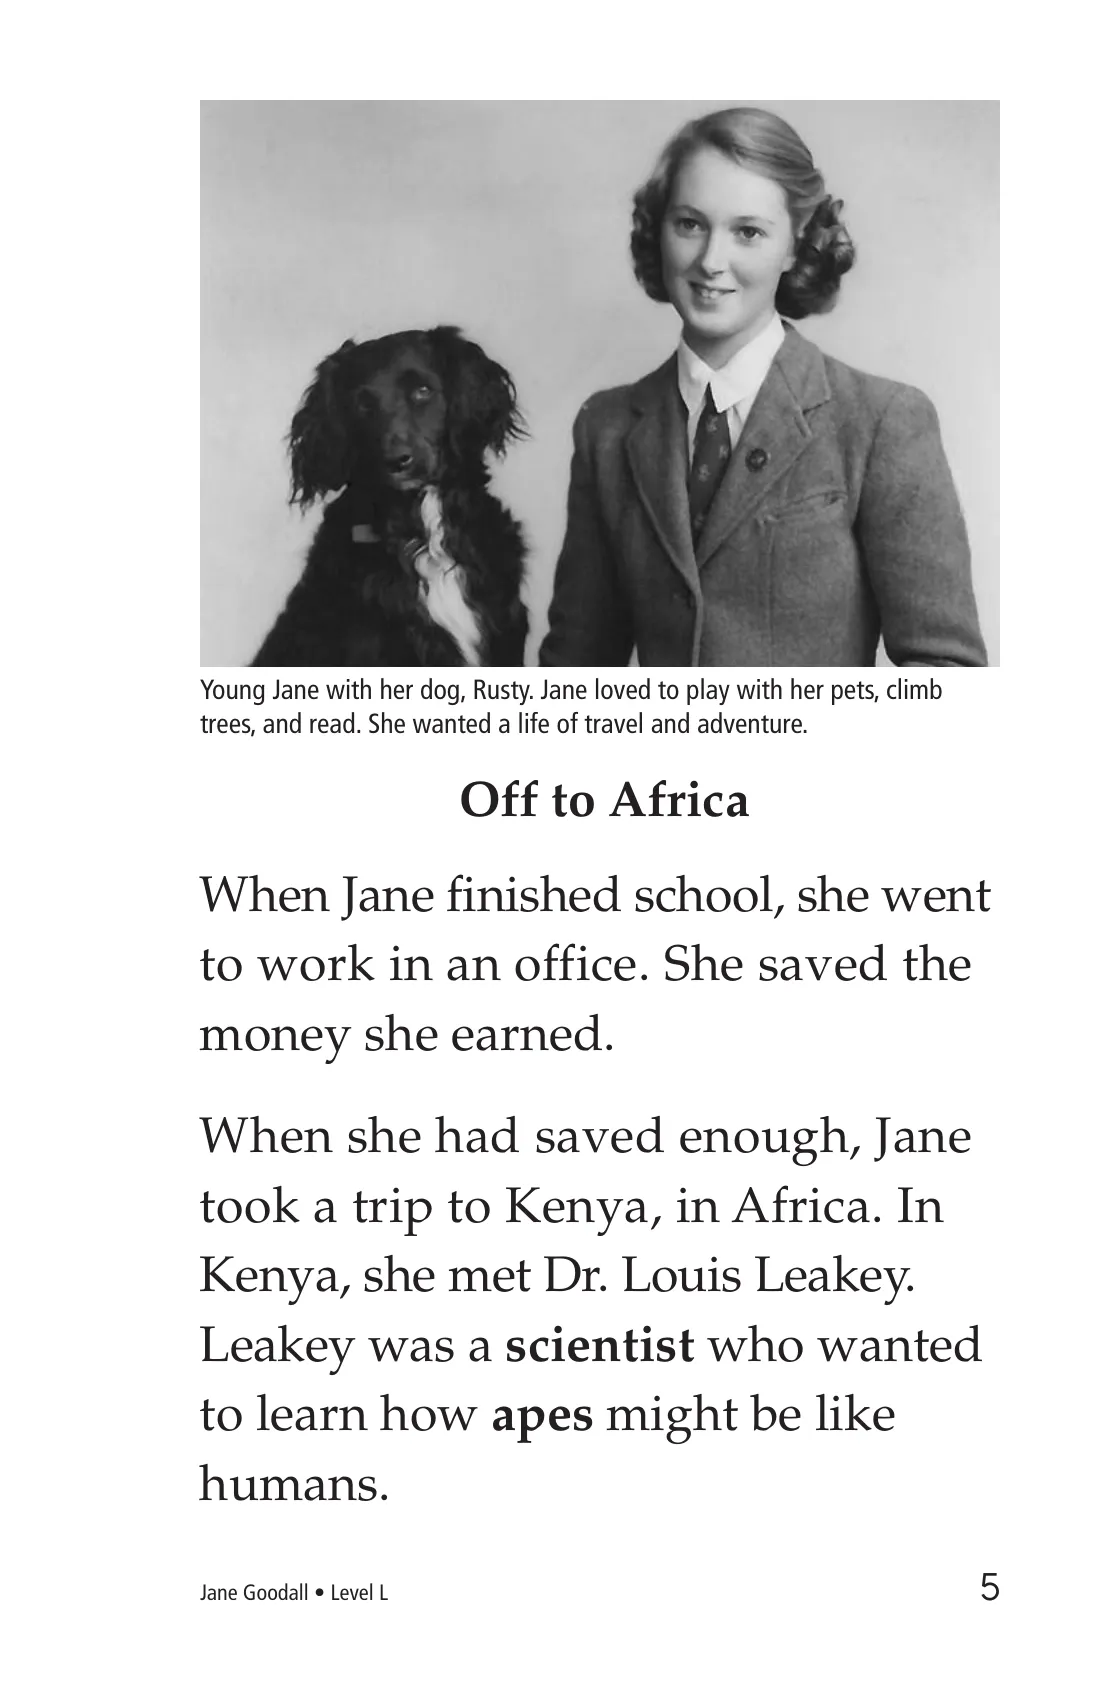 Young Jane with her dog, Rusty. Jane loved to play with her pets, climb
trees, and read. She wanted a life of travel and adventure.
Off to Africa
When Jane finished school, she went
to work in an office. She saved the
money she earned.
When she had saved enough, Jane
took a trip to Kenya, in Africa. In
Kenya, she met Dr. Louis Leakey.
Leakey was a scientist who wanted
to learn how apes might be like
humans.
Jane Goodall • Level L
5